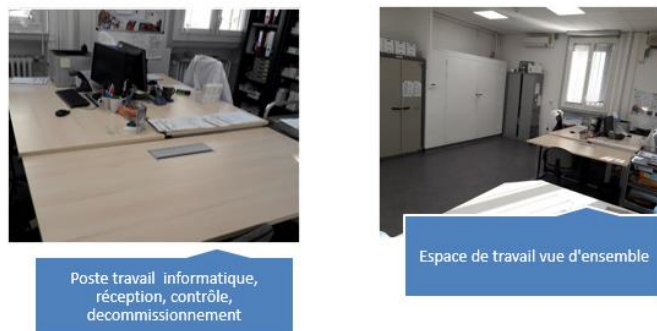 Poste travail informatique,
réception, contrôle,
decommissionnement
Espace de travail vue d'ensemble